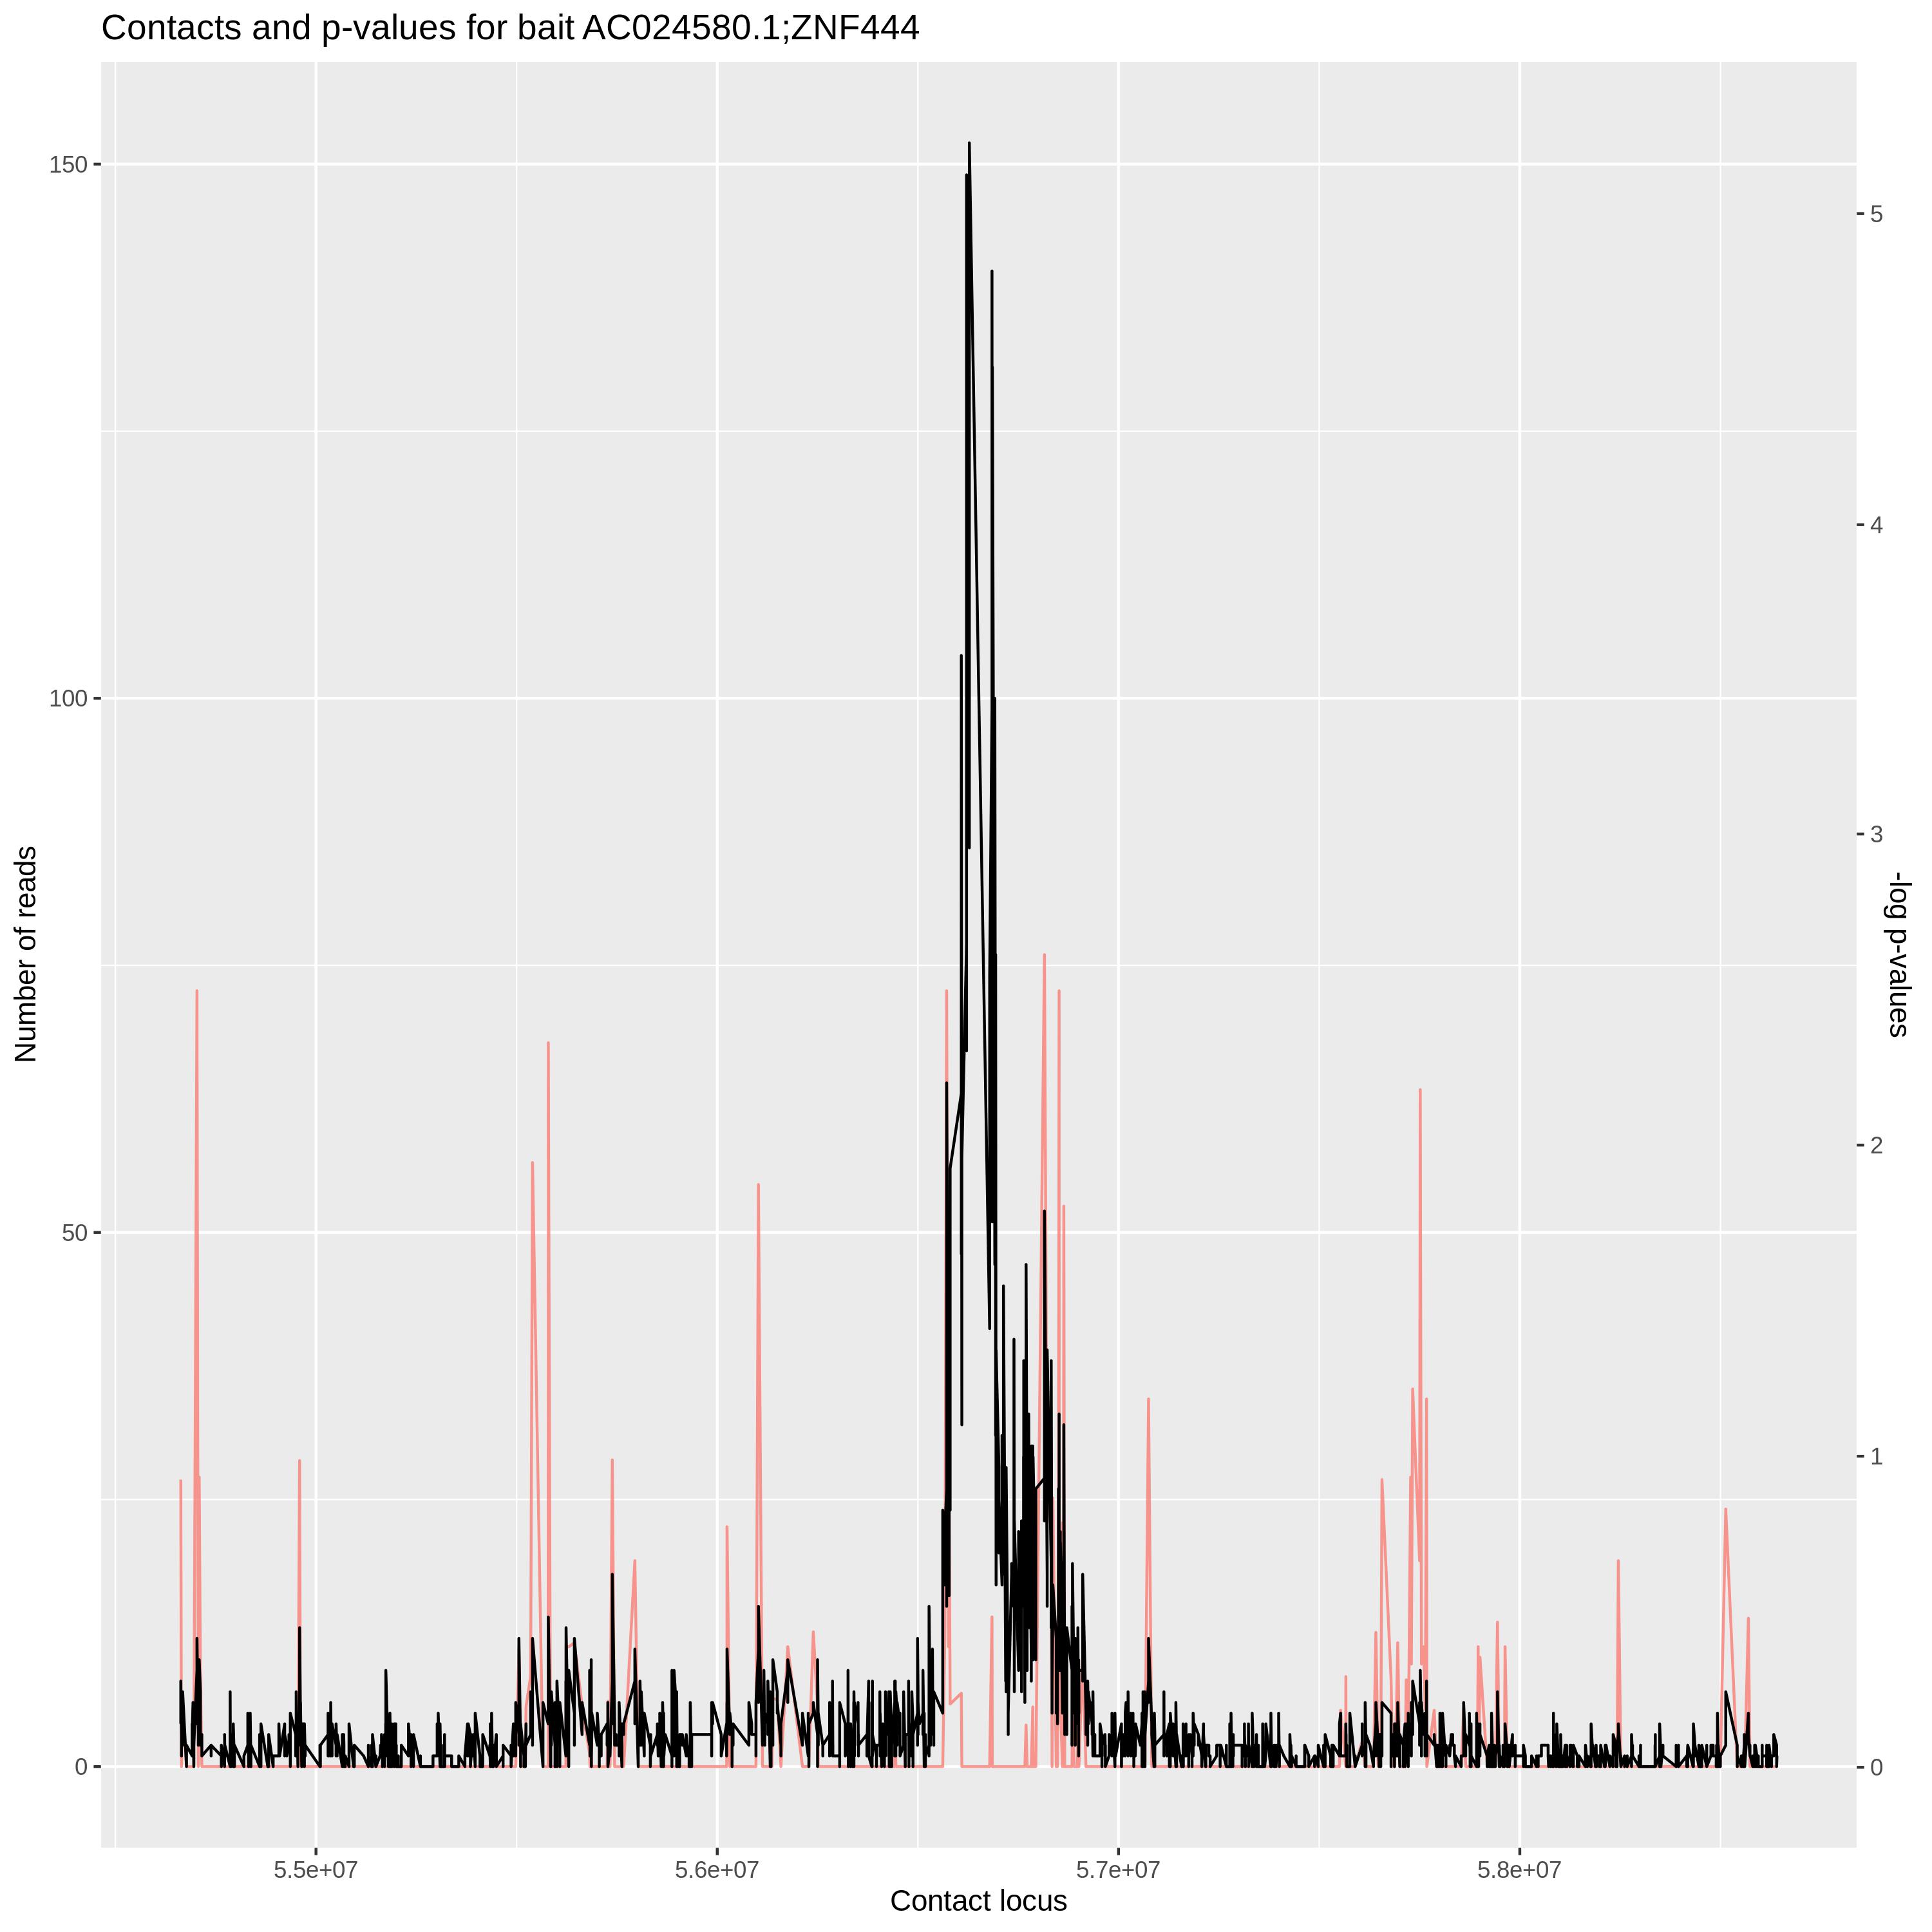 Contacts and p-values for bait AC024580.1;ZNF444
150
100
50
0
Number of reads
5
4
3
2
1
0
-log p-values
5.5e+07
5.6e+07
5.7e+07
5.8e+07
Contact locus